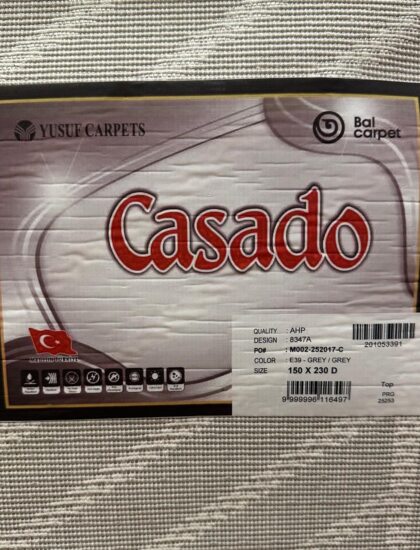 YUSUF CARPETS
Bal
carpet
Casado
QUALITY : AHP
DESIGN : 8347A
PO# : M002-252017-C
COLOR : E39 - GREY / GREY
SIZE 150 X 230 D
201053391
9 999996 116497
Top
PRG
25253